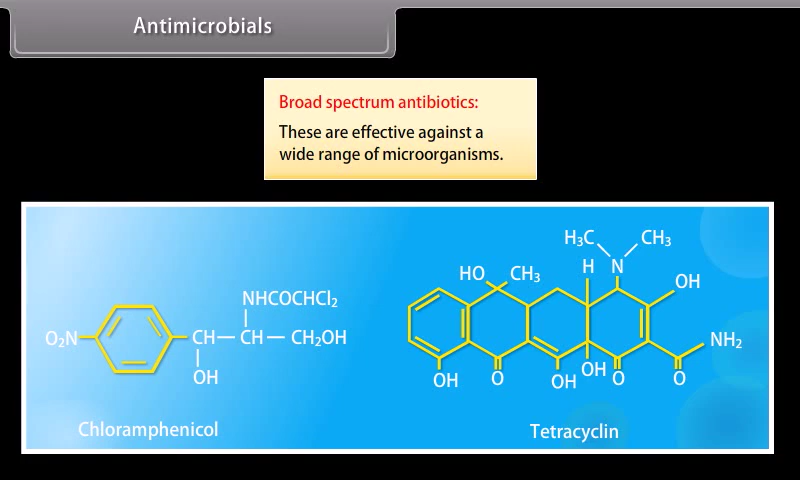 Antimicrobials
Broad spectrum antibiotics:
These are effective against a
wide range of microorganisms.
O₂N
NHCOCHCl₂
CH — CH — CH₂OH
OH
Chloramphenicol
H₃C CH₃
HO CH₃ H N OH
NH₂
OH O OH OH O O
Tetracyclin